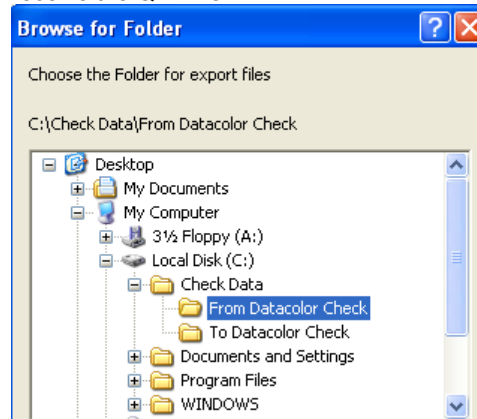 Browse for Folder
Choose the Folder for export files
C:\Check Data\From Datacolor Check
Desktop
My Documents
My Computer
3½ Floppy (A:)
Local Disk (C:)
Check Data
From Datacolor Check
To Datacolor Check
Documents and Settings
Program Files
WINDOWS